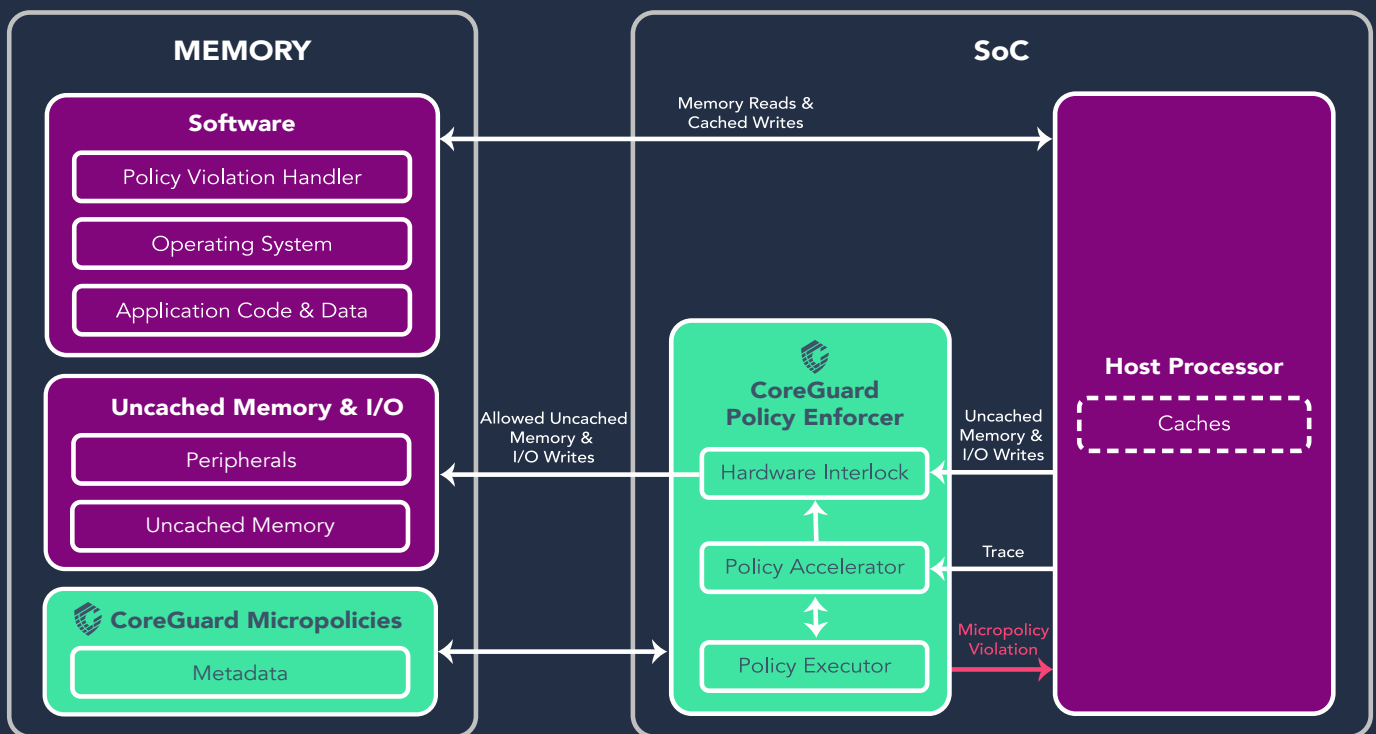 MEMORY
Software
Policy Violation Handler
Operating System
Application Code & Data
Uncached Memory & I/O
Peripherals
Uncached Memory
CoreGuard Micropolicies
Metadata
Memory Reads &
Cached Writes
Allowed Uncached
Memory &
I/O Writes
SoC
CoreGuard
Policy Enforcer
Hardware Interlock
Policy Accelerator
Policy Executor
Uncached
Memory &
I/O Writes
Trace
Micropolicy
Violation
Host Processor
Caches